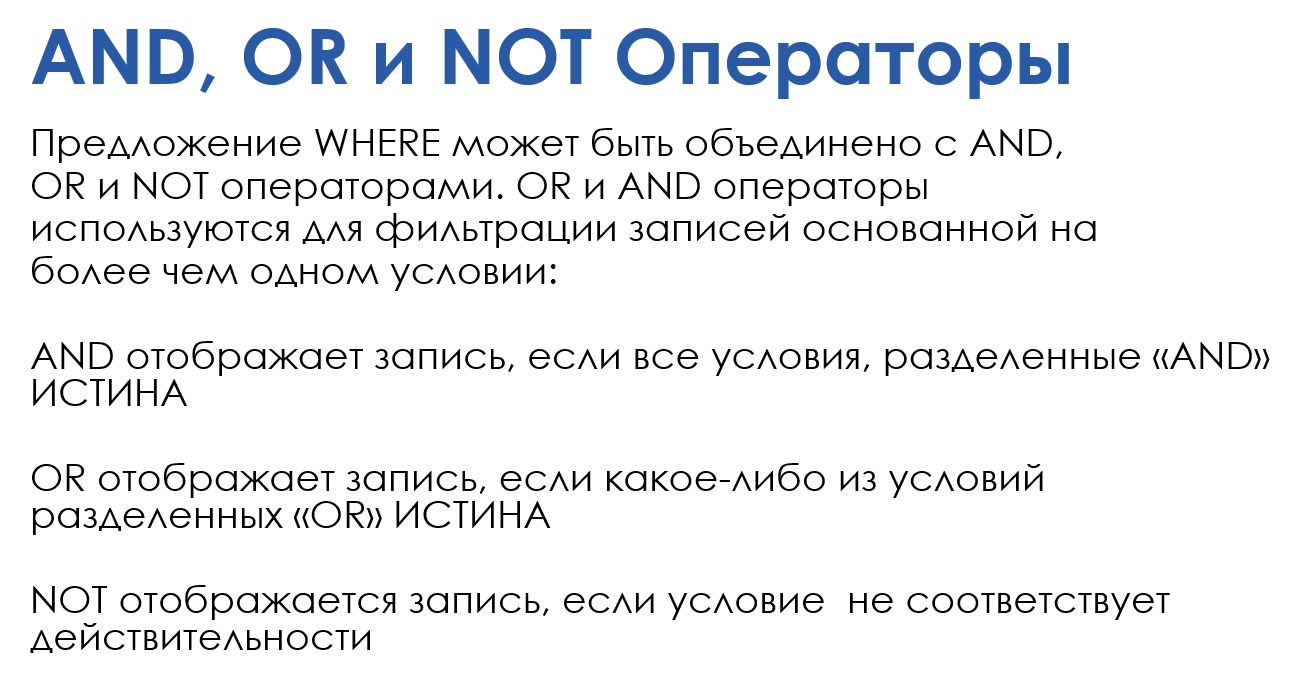 AND, OR и NOT Операторы
Предложение WHERE может быть объединено с AND,
OR и NOT операторами. OR и AND операторы
используются для фильтрации записей основанной на
более чем одном условии:
AND отображает запись, если все условия, разделенные «AND»
ИСТИНА
OR отображает запись, если какое-либо из условий
разделенных «OR» ИСТИНА
NOT отображается запись, если условие  не соответствует
действительности